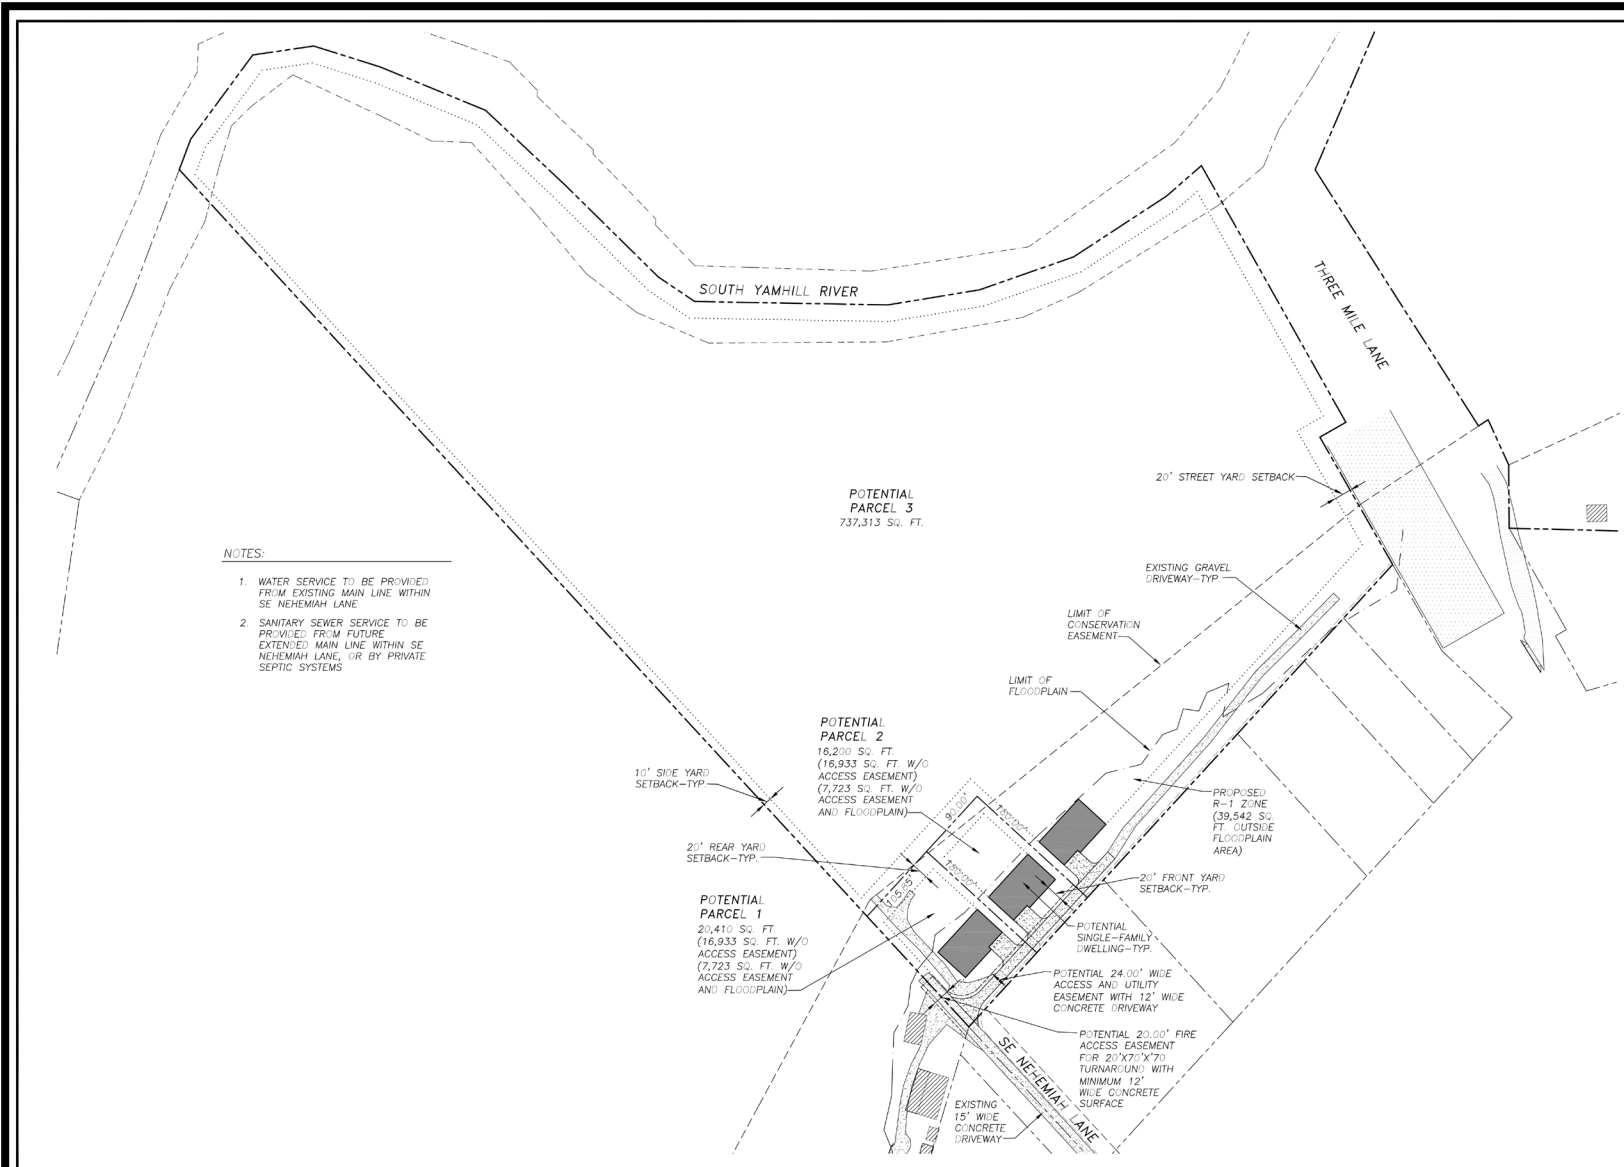 SOUTH YAMHILL RIVER
THREE MILE LANE
20' STREET YARD SETBACK
POTENTIAL
PARCEL 3
737,313 SQ. FT.
NOTES:
1. WATER SERVICE TO BE PROVIDED
FROM EXISTING MAIN LINE WITHIN
SE NEHEMIAH LANE
2. SANITARY SEWER SERVICE TO BE
PROVIDED FROM FUTURE
EXTENDED MAIN LINE WITHIN SE
NEHEMIAH LANE, OR BY PRIVATE
SEPTIC SYSTEMS
EXISTING GRAVEL
DRIVEWAY-TYP.
LIMIT OF
CONSERVATION
EASEMENT
LIMIT OF
FLOODPLAIN
POTENTIAL
PARCEL 2
16,200 SQ. FT.
(16,933 SQ. FT. W/O
ACCESS EASEMENT)
(7,723 SQ. FT. W/O
ACCESS EASEMENT
AND FLOODPLAIN)
10' SIDE YARD
SETBACK-TYP.
90.00'
180.00'
PROPOSED
R-1 ZONE
(39,542 SQ.
FT. OUTSIDE
FLOODPLAIN
AREA)
20' REAR YARD
SETBACK-TYP.
180.00'
105.85'
20' FRONT YARD
SETBACK-TYP.
POTENTIAL
PARCEL 1
20,410 SQ. FT.
(16,933 SQ. FT. W/O
ACCESS EASEMENT)
(7,723 SQ. FT. W/O
ACCESS EASEMENT
AND FLOODPLAIN)
POTENTIAL
SINGLE-FAMILY
DWELLING-TYP.
POTENTIAL 24.00' WIDE
ACCESS AND UTILITY
EASEMENT WITH 12' WIDE
CONCRETE DRIVEWAY
POTENTIAL 20.00' FIRE
ACCESS EASEMENT
FOR 20'X70'X'70
TURNAROUND WITH
MINIMUM 12'
WIDE CONCRETE
SURFACE
SE NEHEMIAH LANE
EXISTING
15' WIDE
CONCRETE
DRIVEWAY